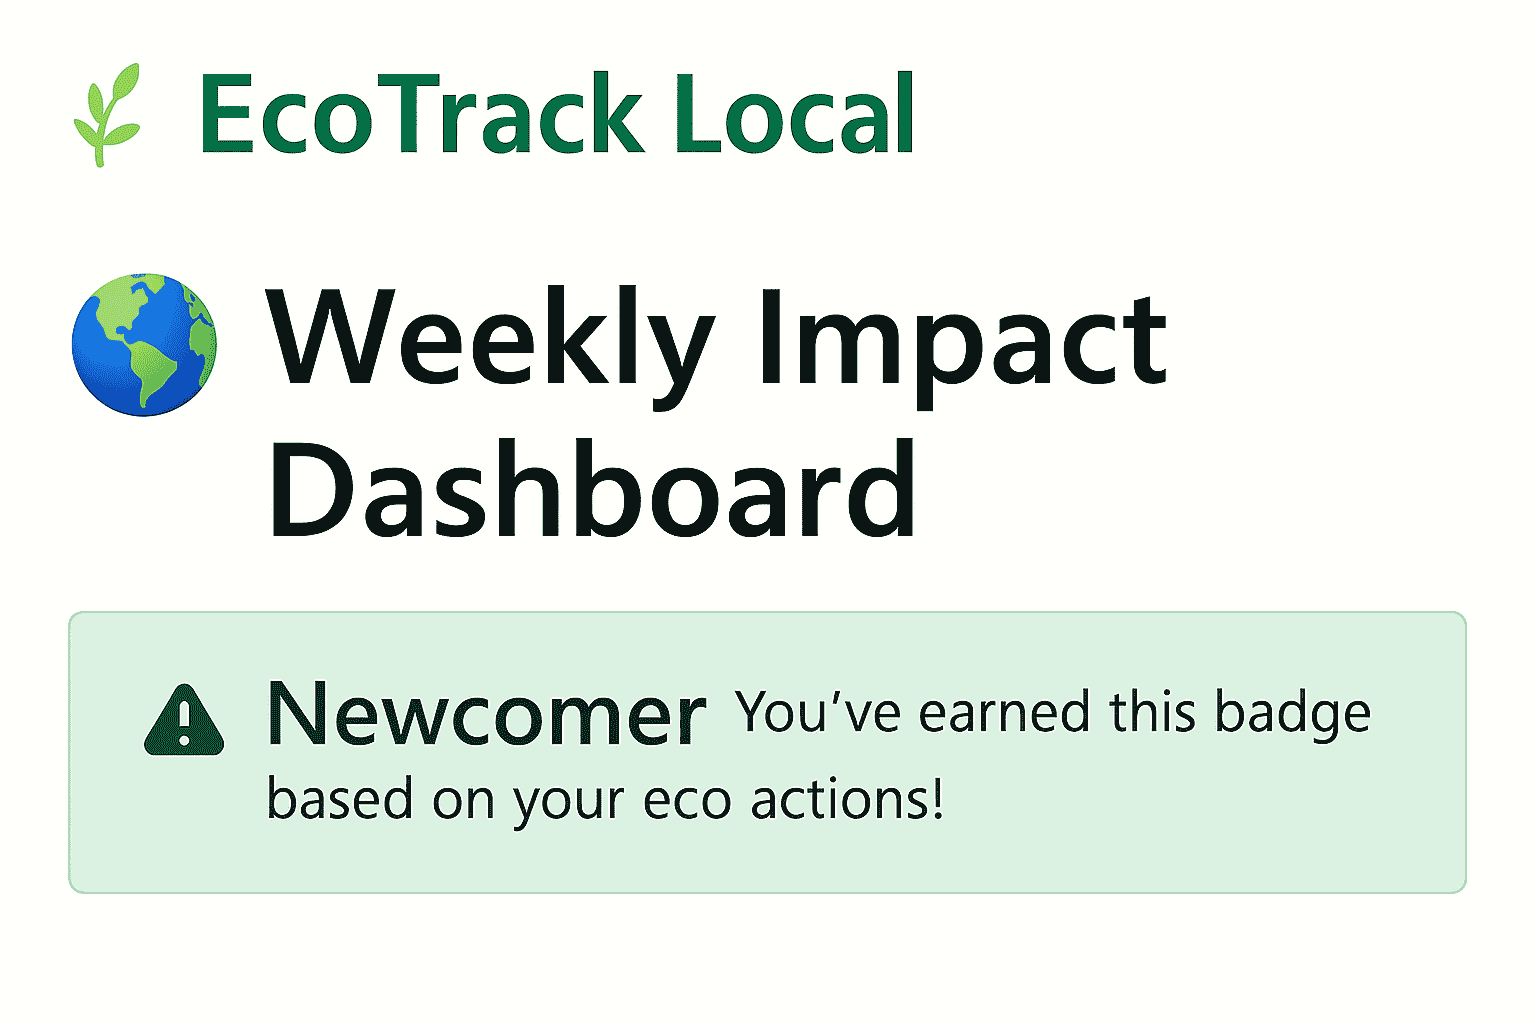 EcoTrack Local
Weekly Impact
Dashboard
Newcomer You’ve earned this badge
based on your eco actions!